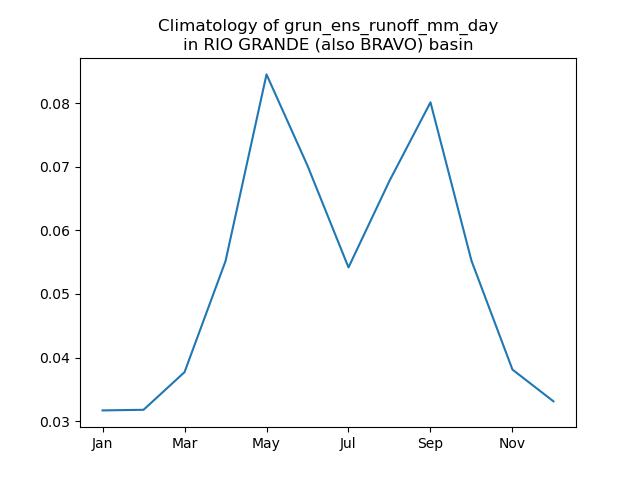 Climatology of grun_ens_runoff_mm_day
in RIO GRANDE (also BRAVO) basin
0.08
0.07
0.06
0.05
0.04
0.03
Jan Mar May Jul Sep Nov